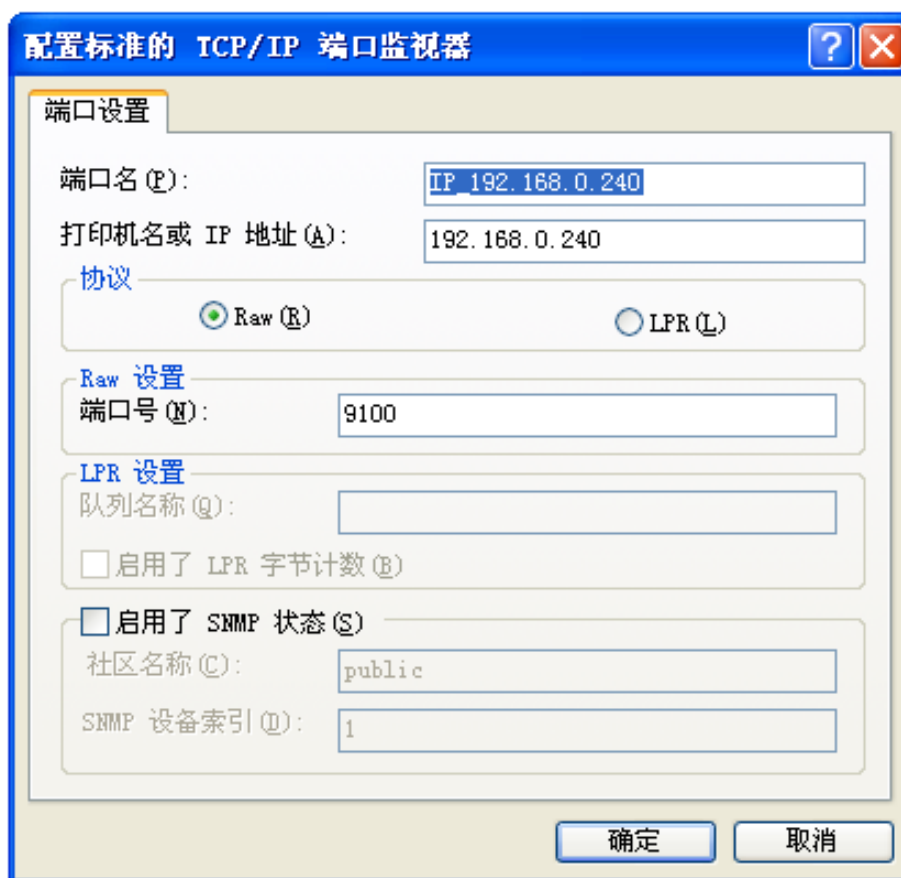 配置标准的 TCP/IP 端口监视器
端口设置
端口名(P):
IP_192.168.0.240
打印机名或 IP 地址(A):
192.168.0.240
协议
Raw(R)
LPR(L)
Raw 设置
端口号(N):
9100
LPR 设置
队列名称(Q):
启用了 LPR 字节计数(B)
启用了 SNMP 状态(S)
社区名称(C):
public
SNMP 设备索引(D):
1
确定
取消